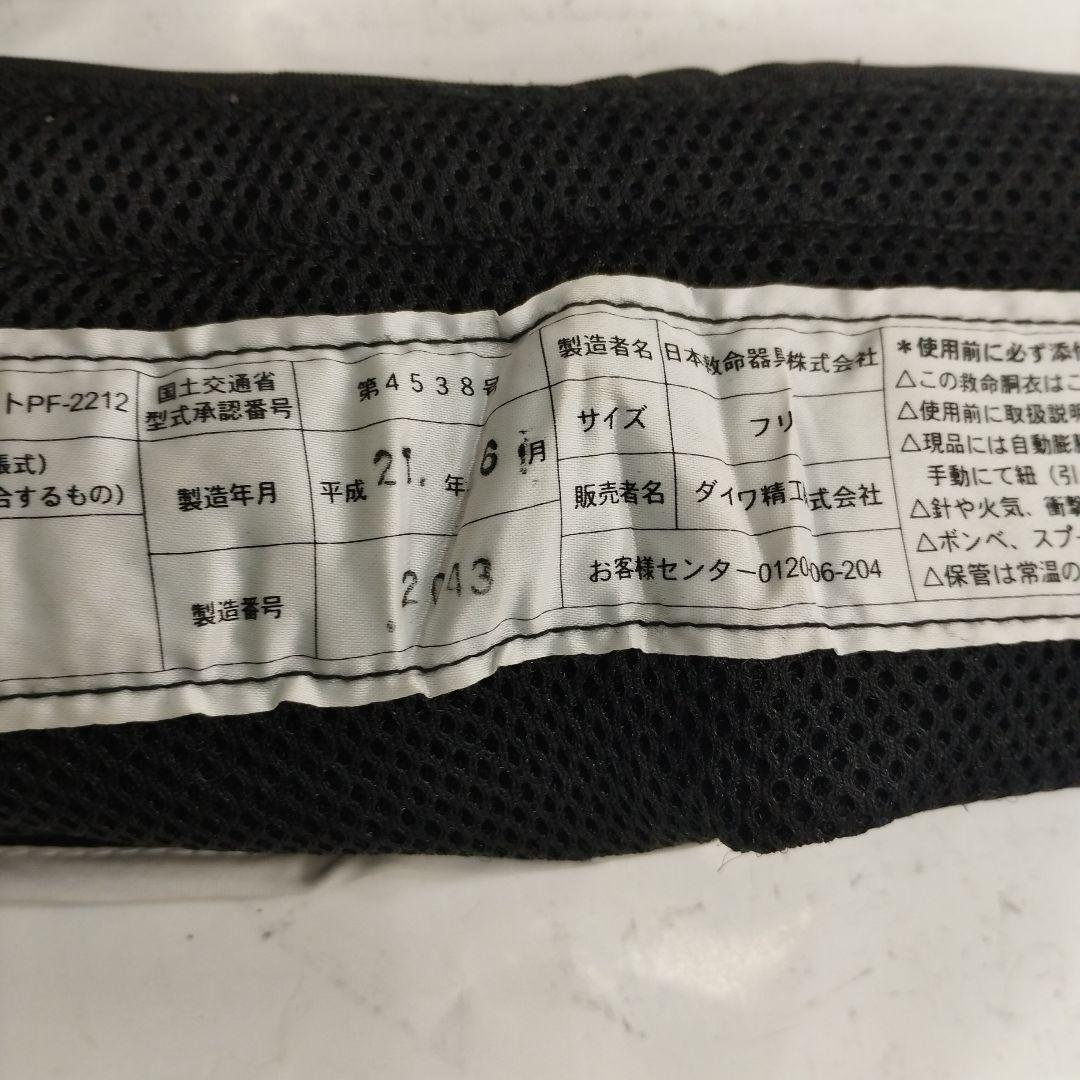 トPF-2212
張式)
合するもの)
国土交通省
型式承認番号
第4538号
製造年月
平成 21. 年 6 月
製造番号
製造者名
日本救命器具株式会社
サイズ
フリ
販売者名
ダイワ精工 式会社
お客様センター0120 06-204
*使用前に必ず添付
△この救命胴衣はこ
△使用前に取扱説明
△現品には自動膨脹
手動にて紐（引
△針や火気、衝撃
△ボンベ、スプ
△保管は常温の